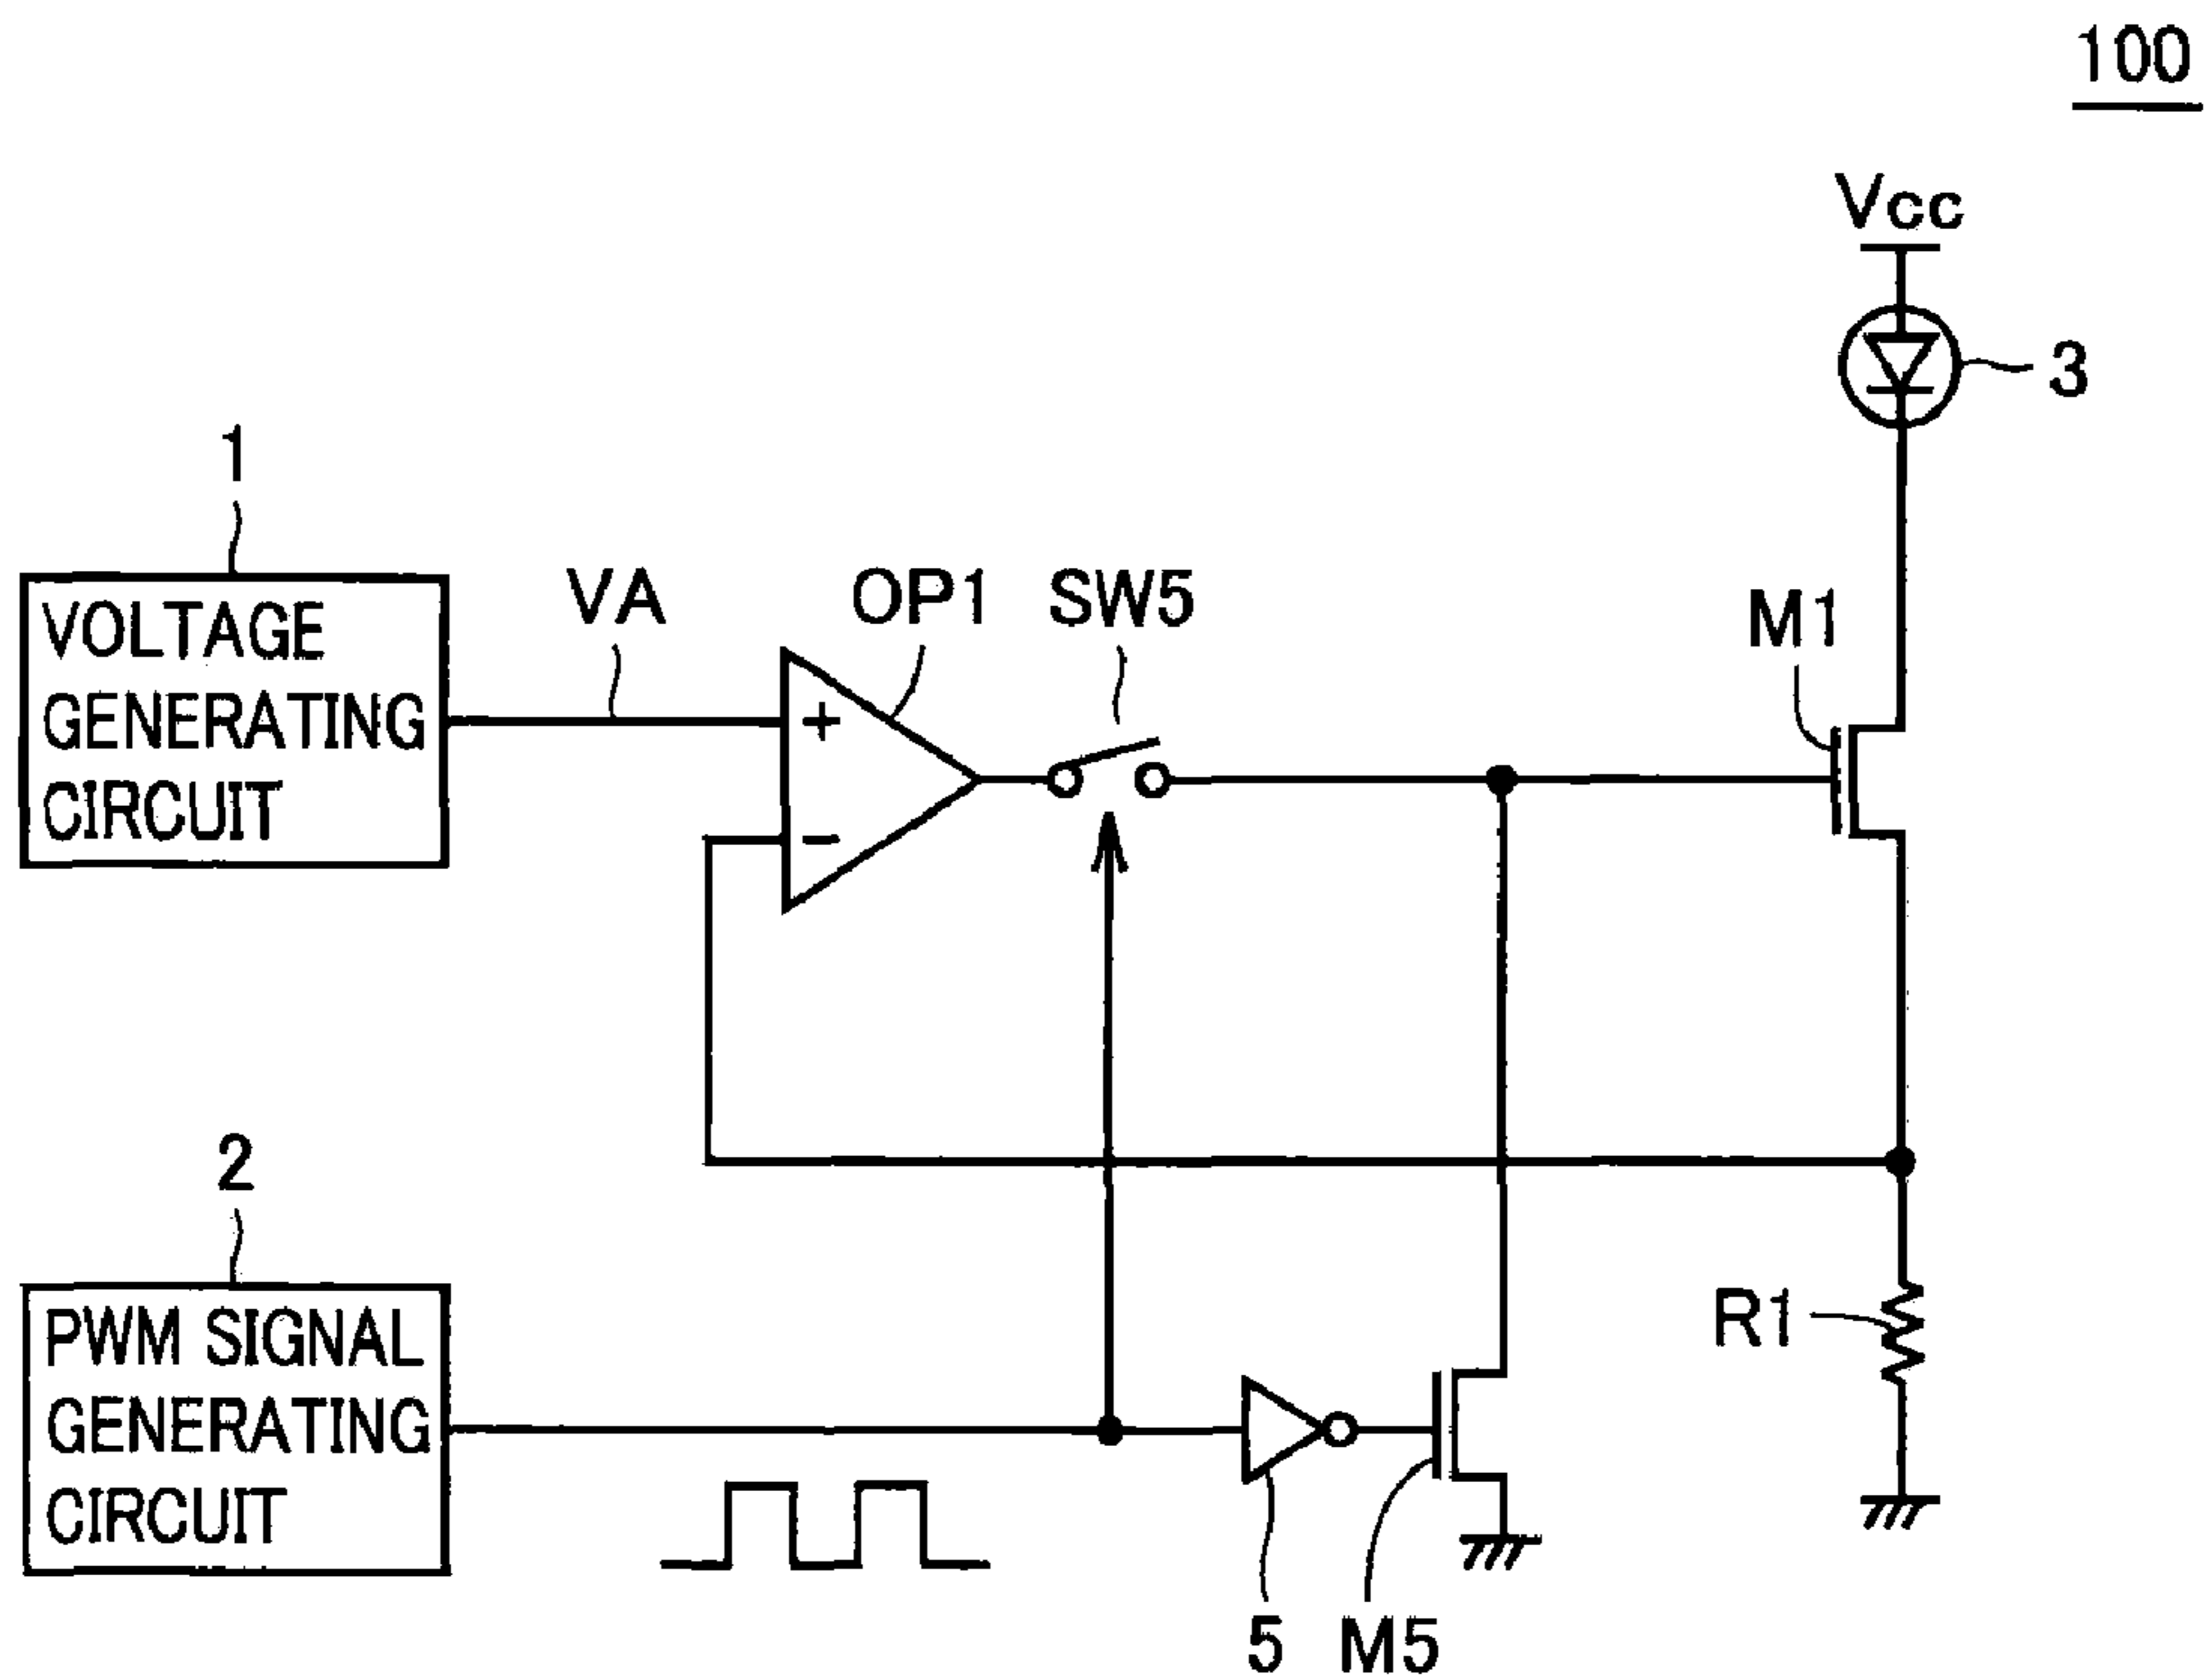 100
Vcc
3
1
VOLTAGE
GENERATING
CIRCUIT
VA
OP1
SW5
M1
+
−
2
PWM SIGNAL
GENERATING
CIRCUIT
R1
5
M5